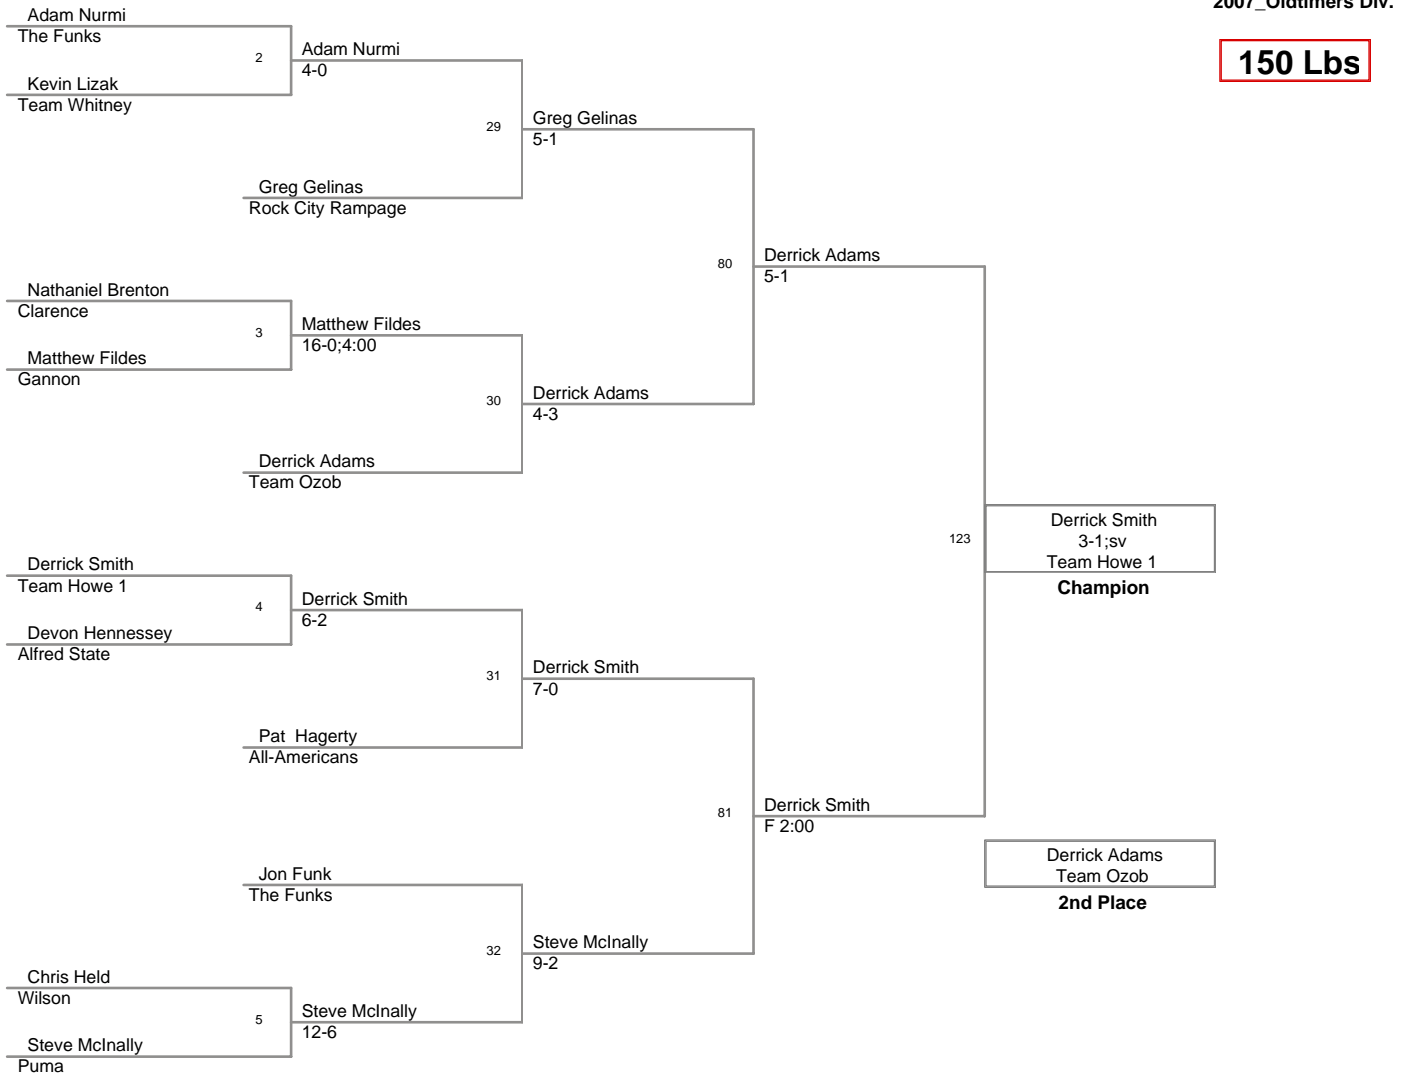 2007_Oldtimers Div.
150 Lbs
Adam Nurmi
The Funks
2
Adam Nurmi
4-0
Kevin Lizak
Team Whitney
29
Greg Gelinas
5-1
Greg Gelinas
Rock City Rampage
80
Derrick Adams
5-1
Nathaniel Brenton
Clarence
3
Matthew Fildes
16-0;4:00
Matthew Fildes
Gannon
30
Derrick Adams
4-3
Derrick Adams
Team Ozob
123
Derrick Smith
3-1;sv
Team Howe 1
Champion
Derrick Smith
Team Howe 1
4
Derrick Smith
6-2
Devon Hennessey
Alfred State
31
Derrick Smith
7-0
Pat  Hagerty
All-Americans
81
Derrick Smith
F 2:00
Derrick Adams
Team Ozob
2nd Place
Jon Funk
The Funks
32
Steve McInally
9-2
Chris Held
Wilson
5
Steve McInally
12-6
Steve McInally
Puma